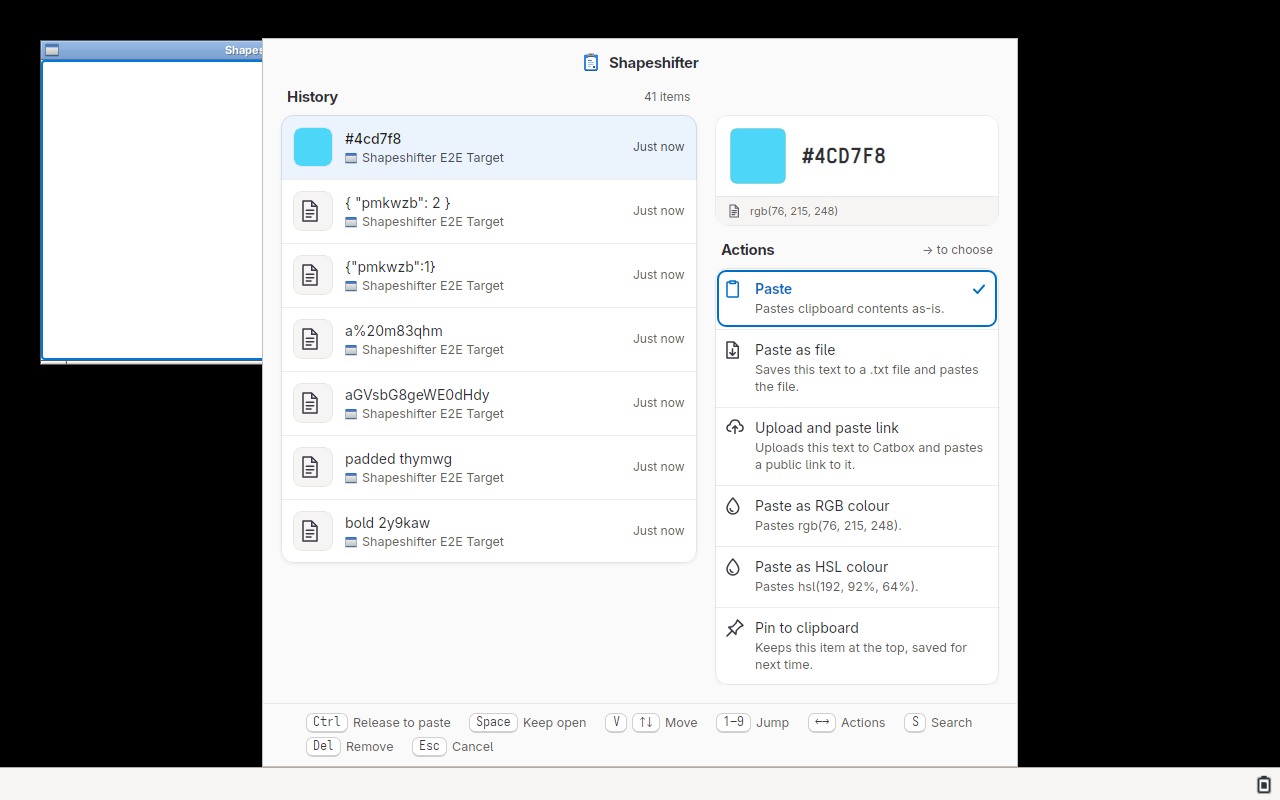 Shapes
Shapeshifter
History
41 items
#4cd7f8
Shapeshifter E2E Target
Just now
{ "pmkwzb": 2 }
Shapeshifter E2E Target
Just now
{"pmkwzb":1}
Shapeshifter E2E Target
Just now
a%20m83qhm
Shapeshifter E2E Target
Just now
aGVsbG8geWE0dHdy
Shapeshifter E2E Target
Just now
padded thymwg
Shapeshifter E2E Target
Just now
bold 2y9kaw
Shapeshifter E2E Target
Just now
#4CD7F8
rgb(76, 215, 248)
Actions
→ to choose
Paste
Pastes clipboard contents as-is.
Paste as file
Saves this text to a .txt file and pastes
the file.
Upload and paste link
Uploads this text to Catbox and pastes
a public link to it.
Paste as RGB colour
Pastes rgb(76, 215, 248).
Paste as HSL colour
Pastes hsl(192, 92%, 64%).
Pin to clipboard
Keeps this item at the top, saved for
next time.
Ctrl Release to paste Space Keep open V ↑↓ Move 1–9 Jump ←→ Actions S Search
Del Remove Esc Cancel